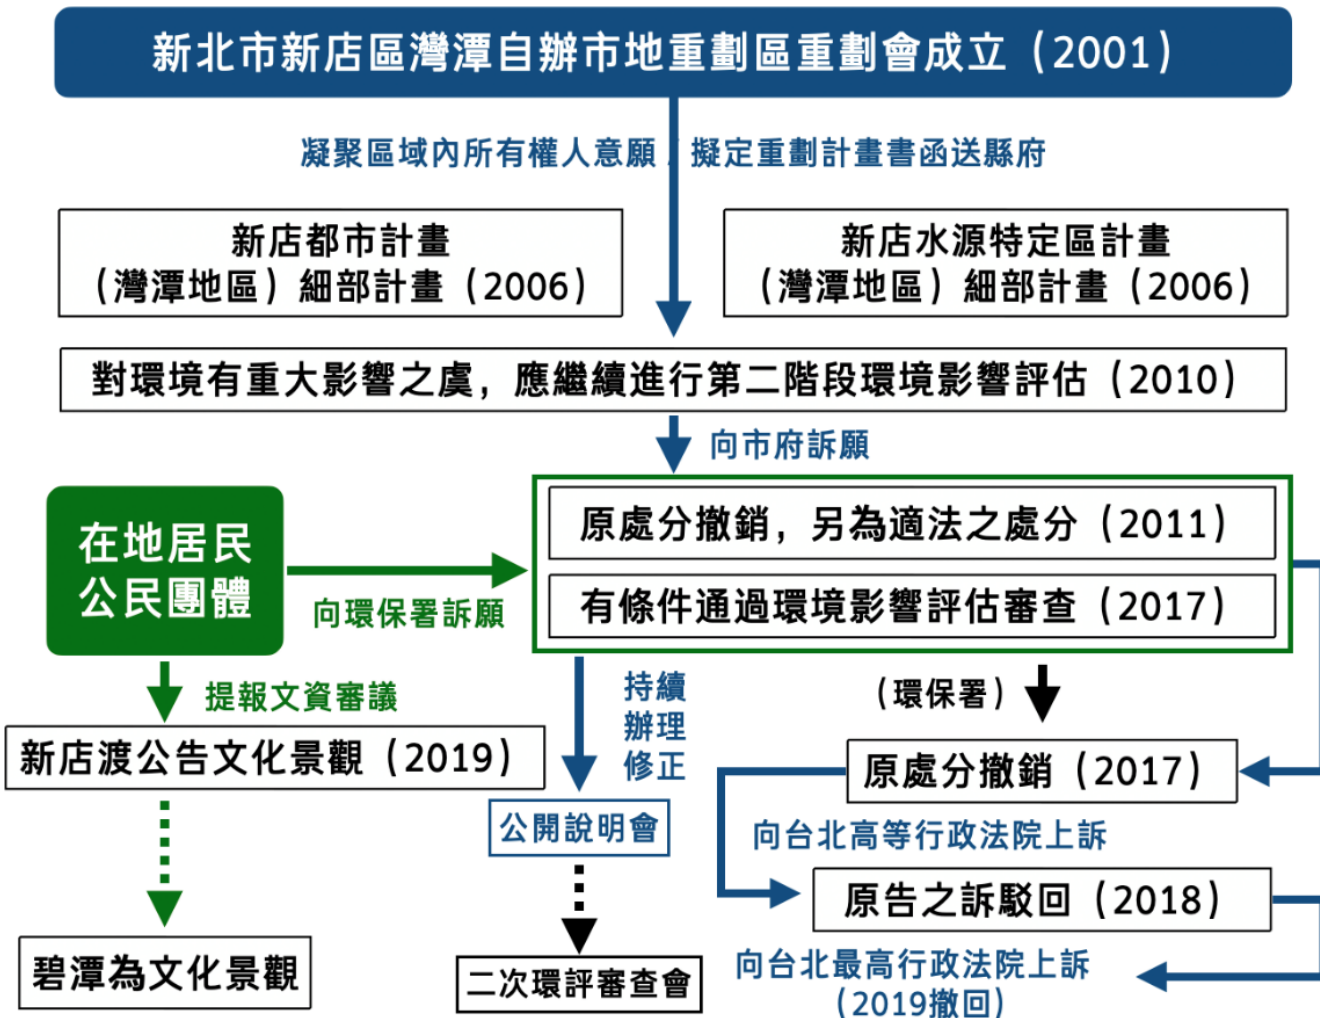 新北市新店區灣潭自辦市地重劃區重劃會成立（2001）
凝聚區域內所有權人意願 / 擬定重劃計畫書函送縣府
新店都市計畫
（灣潭地區）細部計畫（2006）
新店水源特定區計畫
（灣潭地區）細部計畫（2006）
對環境有重大影響之虞，應繼續進行第二階段環境影響評估（2010）
向市府訴願
在地居民
公民團體
向環保署訴願
原處分撤銷，另為適法之處分（2011）
有條件通過環境影響評估審查（2017）
提報文資審議
新店渡公告文化景觀（2019）
碧潭為文化景觀
持續
辦理
修正
公開說明會
二次環評審查會
（環保署）
原處分撤銷（2017）
向台北高等行政法院上訴
原告之訴駁回（2018）
向台北最高行政法院上訴
（2019撤回）